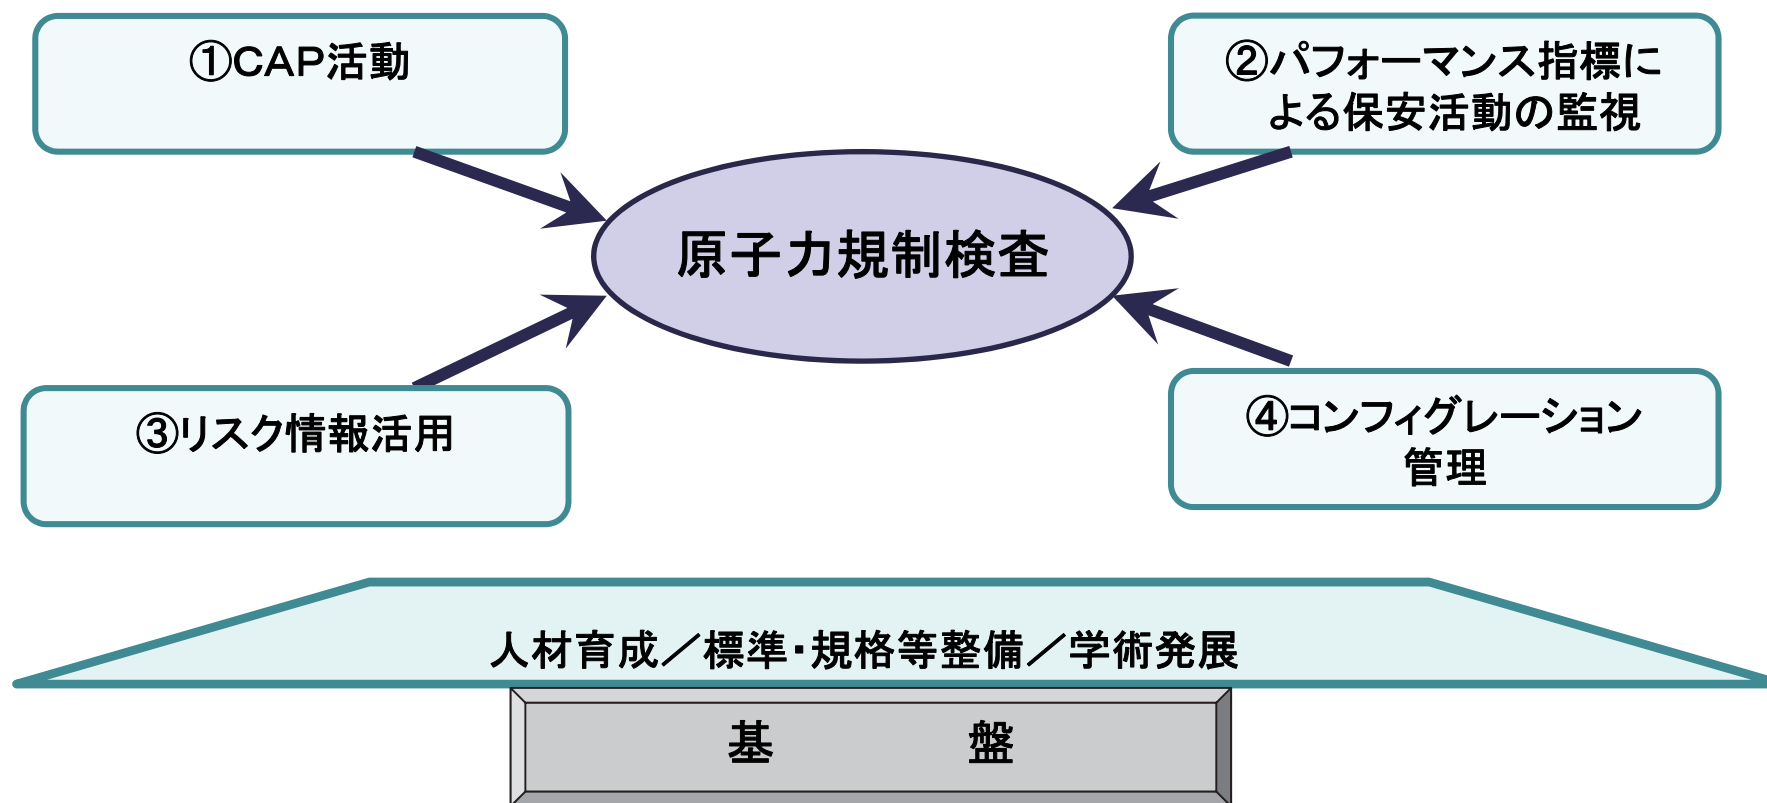 ①CAP活動
②パフォーマンス指標に
よる保安活動の監視
原子力規制検査
③リスク情報活用
④コンフィグレーション
管理
人材育成／標準・規格等整備／学術発展
基　　　　盤